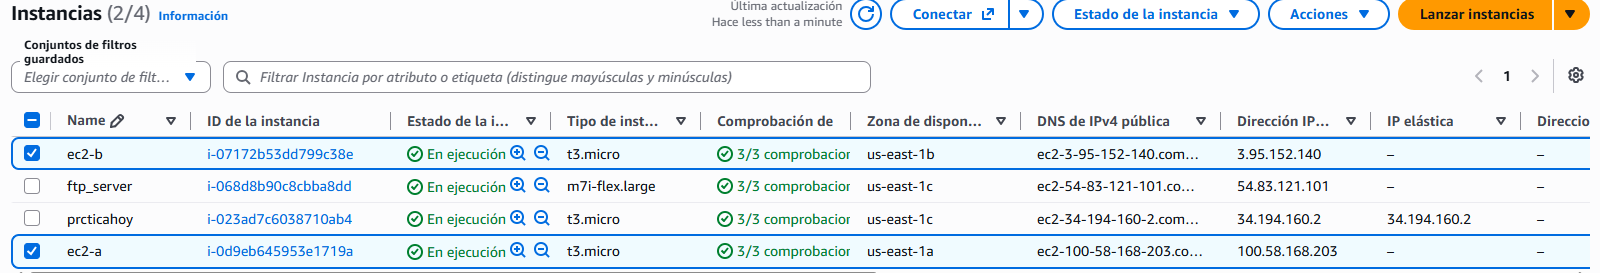 Instancias (2/4) Información
Última actualización
Hace less than a minute
Conectar
Estado de la instancia
Acciones
Lanzar instancias
Conjuntos de filtros
guardados
Elegir conjunto de filt...
Filtrar Instancia por atributo o etiqueta (distingue mayúsculas y minúsculas)
1
Name ID de la instancia Estado de la i... Tipo de inst... Comprobación de Zona de dispon... DNS de IPv4 pública Dirección IP... IP elástica Direccio
ec2-b i-07172b53dd799c38e En ejecución t3.micro 3/3 comprobacion us-east-1b ec2-3-95-152-140.com... 3.95.152.140 – –
ftp_server i-068d8b90c8cbba8dd En ejecución m7i-flex.large 3/3 comprobacion us-east-1c ec2-54-83-121-101.co... 54.83.121.101 – –
prcticahoy i-023ad7c6038710ab4 En ejecución t3.micro 3/3 comprobacion us-east-1c ec2-34-194-160-2.com... 34.194.160.2 34.194.160.2 –
ec2-a i-0d9eb645953e1719a En ejecución t3.micro 3/3 comprobacion us-east-1a ec2-100-58-168-203.co... 100.58.168.203 – –